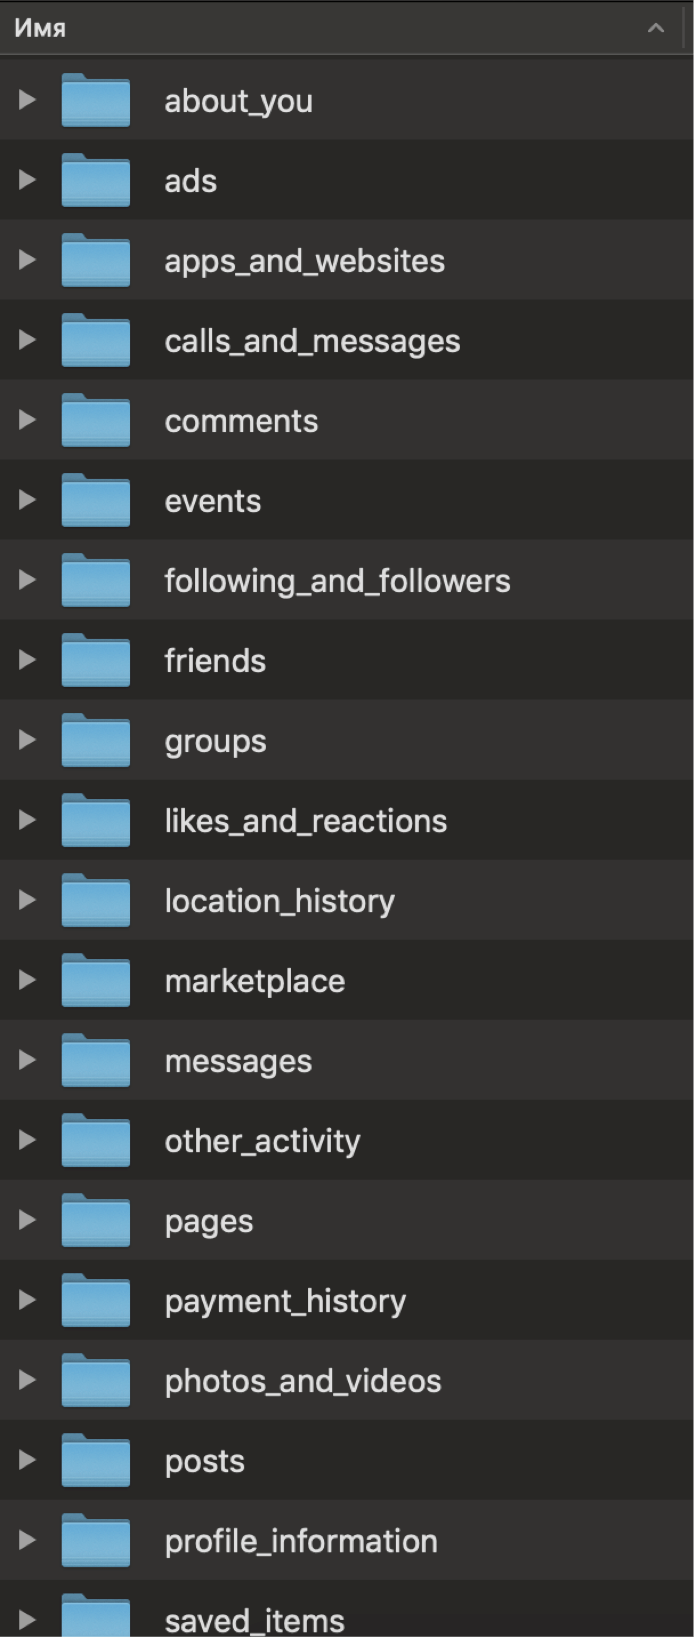 Имя
about_you
ads
apps_and_websites
calls_and_messages
comments
events
following_and_followers
friends
groups
likes_and_reactions
location_history
marketplace
messages
other_activity
pages
payment_history
photos_and_videos
posts
profile_information
saved_items